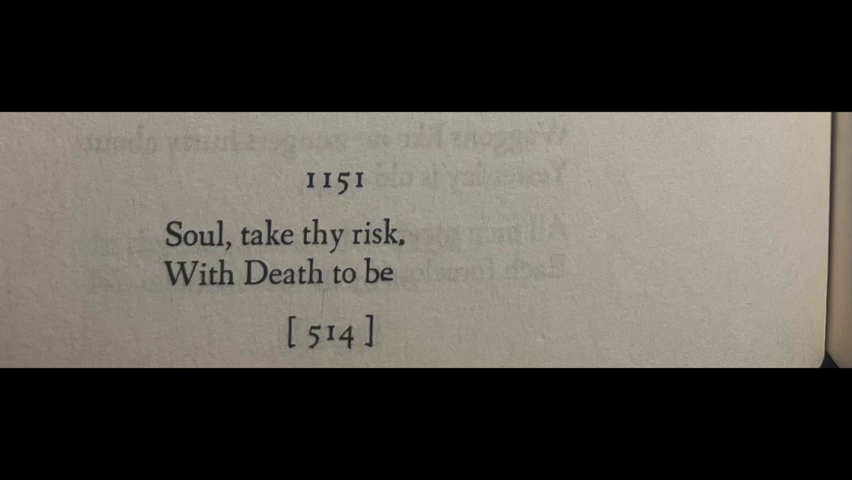 1151
Soul, take thy risk.
With Death to be
[ 514 ]